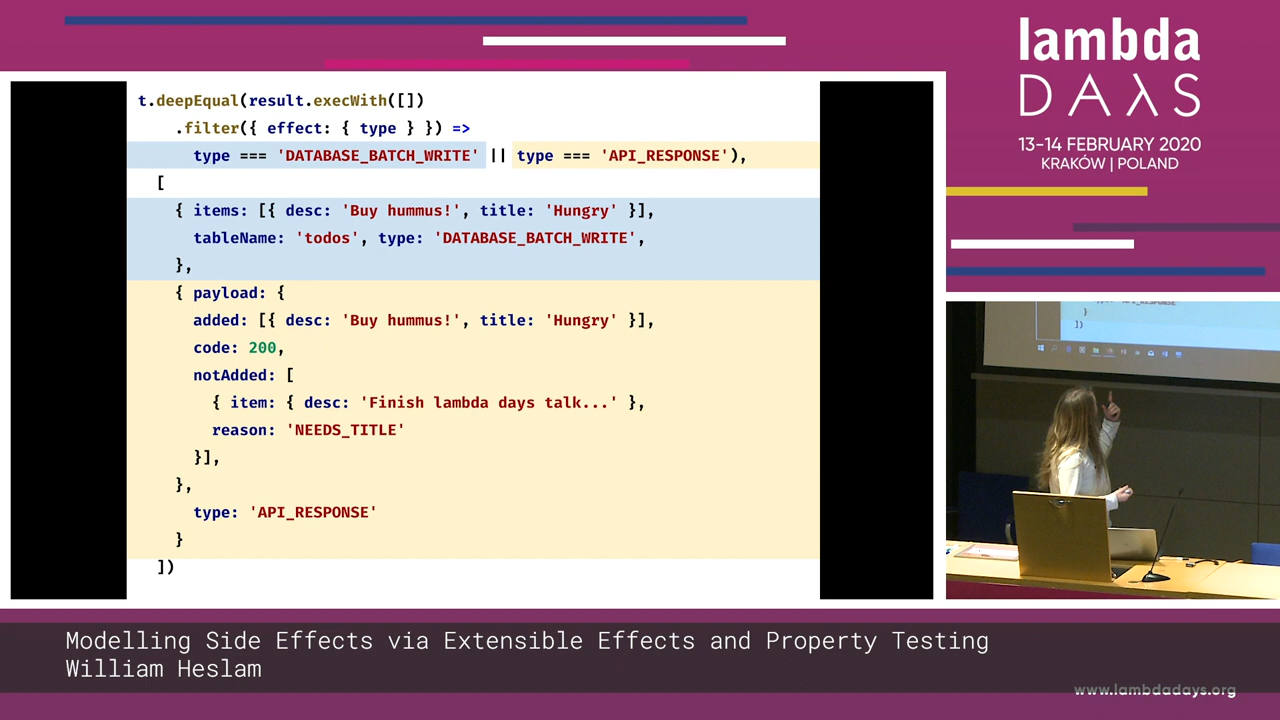 lambda
DAλS
13-14 FEBRUARY 2020
KRAKÓW | POLAND
t.deepEqual(result.execWith([])
.filter({ effect: { type } }) =>
type === 'DATABASE_BATCH_WRITE' || type === 'API_RESPONSE'),
[
{ items: [{ desc: 'Buy hummus!', title: 'Hungry' }],
tableName: 'todos', type: 'DATABASE_BATCH_WRITE',
},
{ payload: {
added: [{ desc: 'Buy hummus!', title: 'Hungry' }],
code: 200,
notAdded: [
{ item: { desc: 'Finish lambda days talk...' },
reason: 'NEEDS_TITLE'
}],
},
type: 'API_RESPONSE'
}
])
}
])
Modelling Side Effects via Extensible Effects and Property Testing
William Heslam
www.lambdadays.org